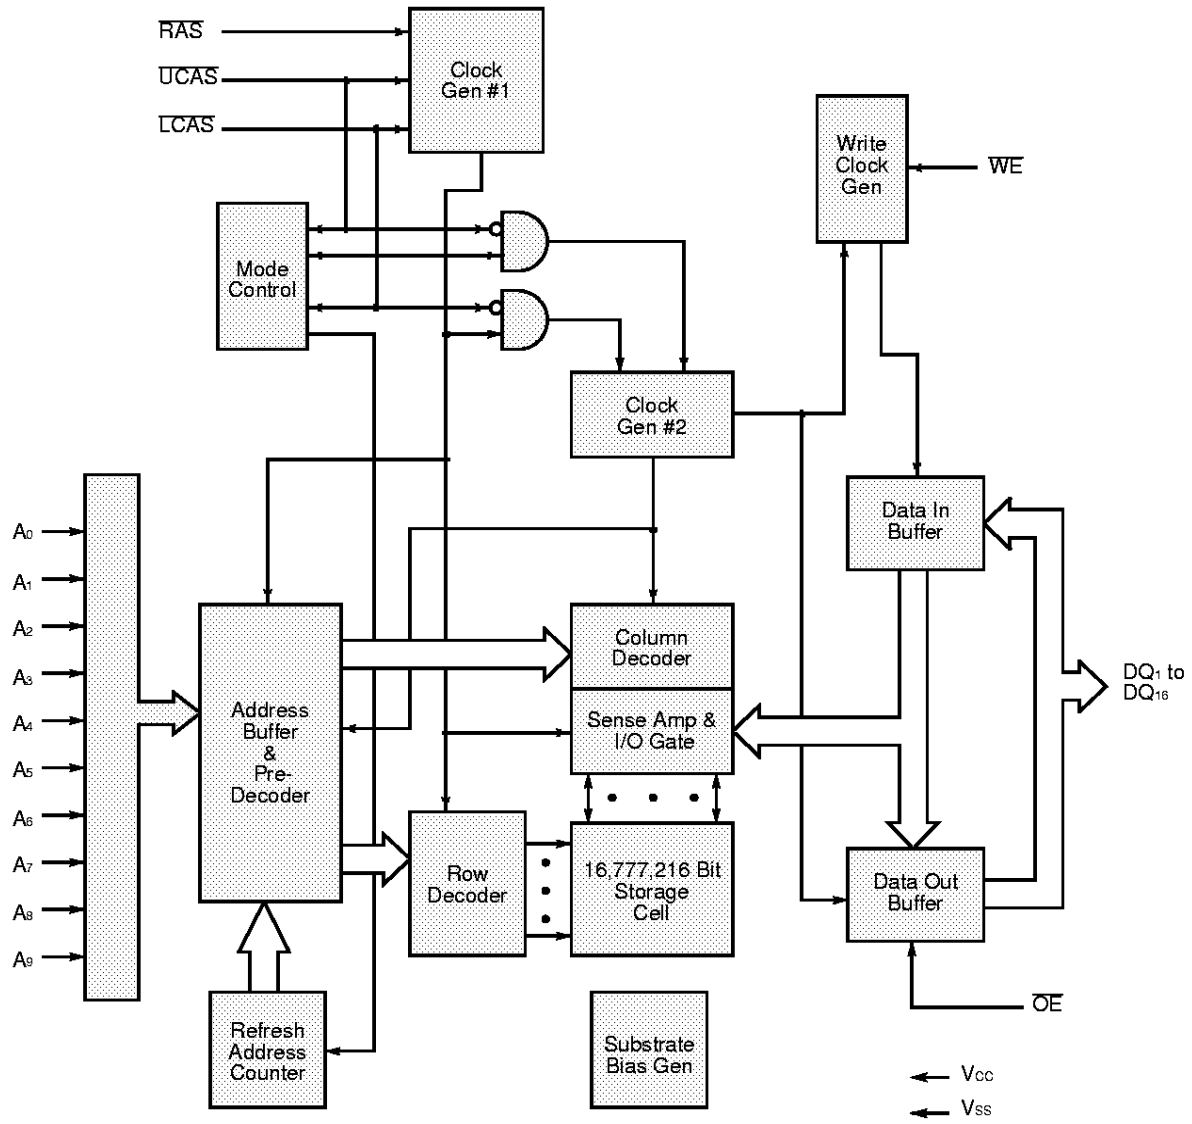 RAS
UCAS
LCAS
Clock
Gen #1
Write
Clock
Gen
WE
Mode
Control
Clock
Gen #2
A0
A1
A2
A3
A4
A5
A6
A7
A8
A9
Address
Buffer
&
Pre-
Decoder
Column
Decoder
Sense Amp &
I/O Gate
Data In
Buffer
DQ1 to
DQ16
Row
Decoder
16,777,216 Bit
Storage
Cell
Data Out
Buffer
OE
Refresh
Address
Counter
Substrate
Bias Gen
VCC
VSS